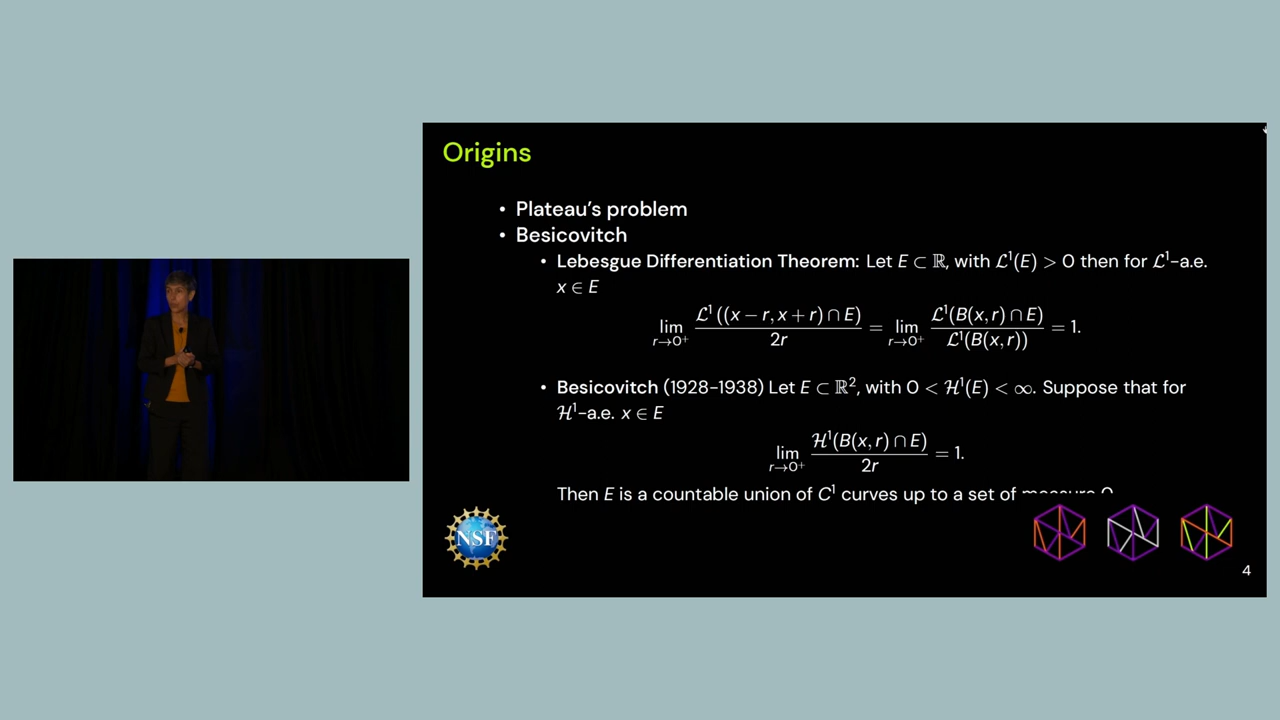 Origins
• Plateau's problem
• Besicovitch
• Lebesgue Differentiation Theorem: Let E ⊂ ℝ, with 𝓛¹(E) > 0 then for 𝓛¹-a.e.
x ∈ E
lim_{r→0⁺} 𝓛¹((x − r, x + r) ∩ E) / 2r = lim_{r→0⁺} 𝓛¹(B(x, r) ∩ E) / 𝓛¹(B(x, r)) = 1.
• Besicovitch (1928-1938) Let E ⊂ ℝ², with 0 < 𝓗¹(E) < ∞. Suppose that for
𝓗¹-a.e. x ∈ E
lim_{r→0⁺} 𝓗¹(B(x, r) ∩ E) / 2r = 1.
Then E is a countable union of C¹ curves up to a set of measure 0
NSF
4